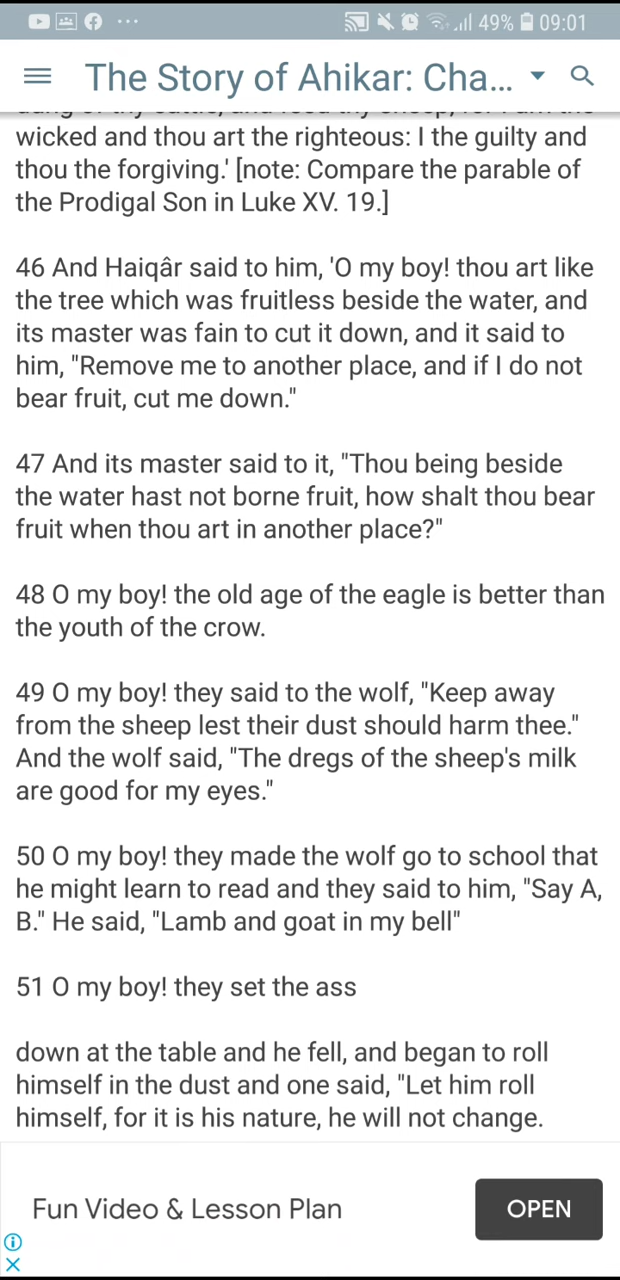 49% 09:01
The Story of Ahikar: Cha...
wicked and thou art the righteous: I the guilty and
thou the forgiving.' [note: Compare the parable of
the Prodigal Son in Luke XV. 19.]
46 And Haiqâr said to him, 'O my boy! thou art like
the tree which was fruitless beside the water, and
its master was fain to cut it down, and it said to
him, "Remove me to another place, and if I do not
bear fruit, cut me down."
47 And its master said to it, "Thou being beside
the water hast not borne fruit, how shalt thou bear
fruit when thou art in another place?"
48 O my boy! the old age of the eagle is better than
the youth of the crow.
49 O my boy! they said to the wolf, "Keep away
from the sheep lest their dust should harm thee."
And the wolf said, "The dregs of the sheep's milk
are good for my eyes."
50 O my boy! they made the wolf go to school that
he might learn to read and they said to him, "Say A,
B." He said, "Lamb and goat in my bell"
51 O my boy! they set the ass
down at the table and he fell, and began to roll
himself in the dust and one said, "Let him roll
himself, for it is his nature, he will not change.
Fun Video & Lesson Plan
OPEN